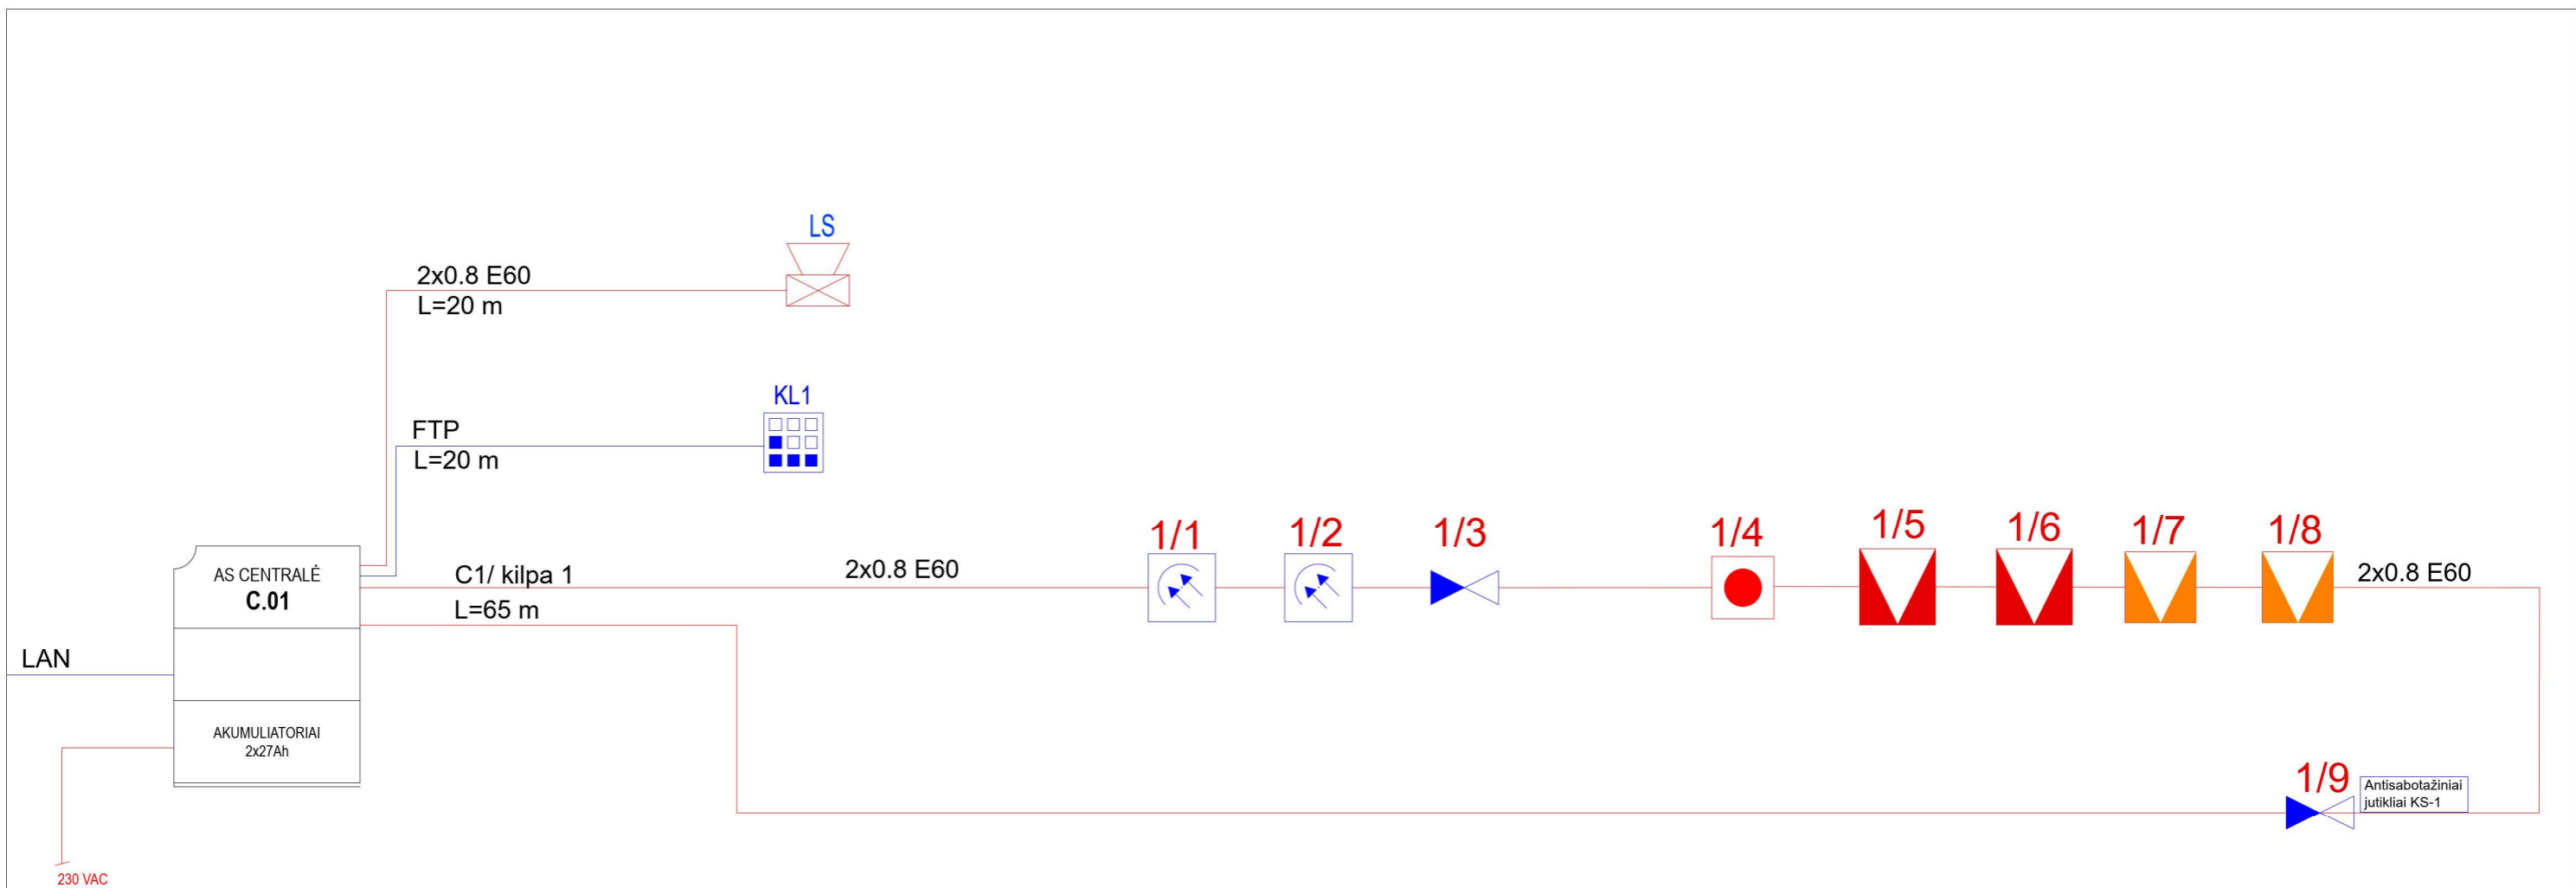 LS
2x0.8 E60
L=20 m
KL1
FTP
L=20 m
1/1
1/2
1/3
1/4
1/5
1/6
1/7
1/8
AS CENTRALĖ
C.01
C1/ kilpa 1
2x0.8 E60
2x0.8 E60
L=65 m
LAN
AKUMULIATORIAI
2x27Ah
1/9
Antisabotažiniai
jutikliai KS-1
230 VAC